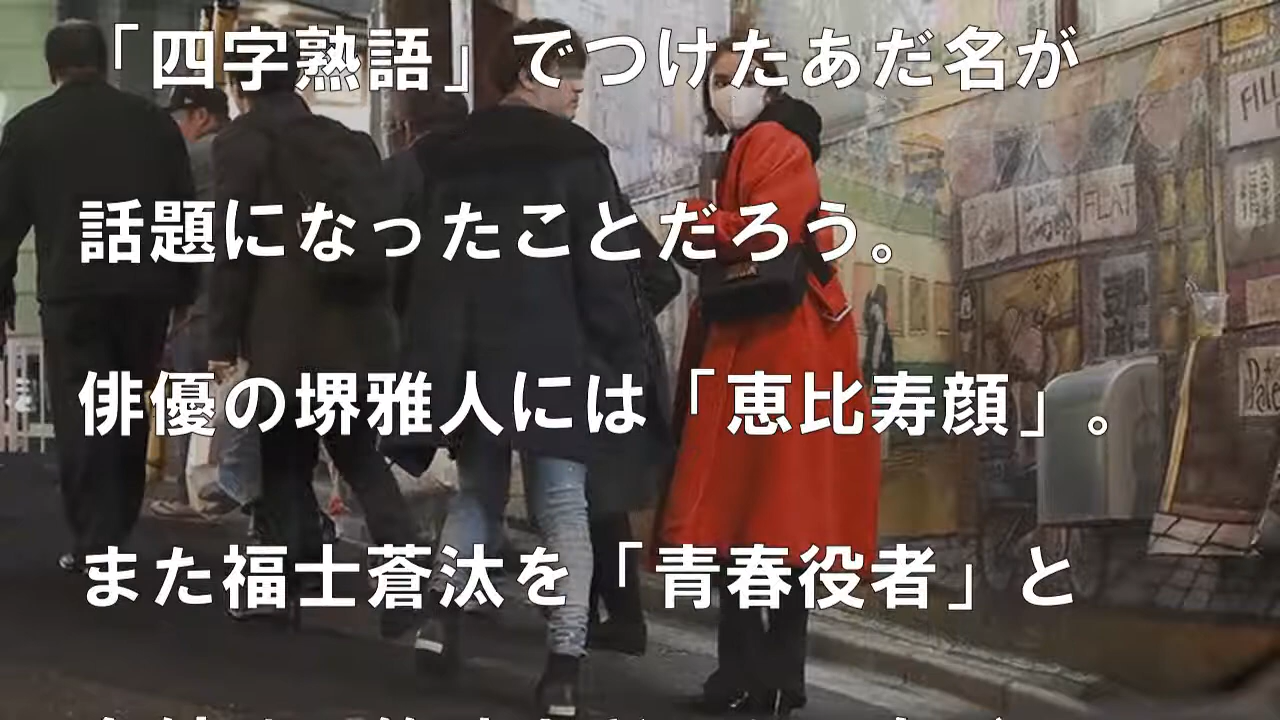 「四字熟語」でつけたあだ名が
話題になったことだろう。
俳優の堺雅人には「恵比寿顔」。
また福士蒼汰を「青春役者」と
FLAT